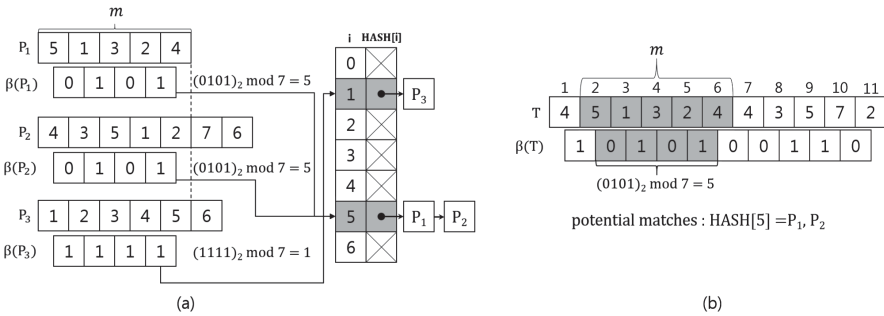 m
P1 5 1 3 2 4
β(P1) 0 1 0 1 (0101)2 mod 7 = 5
P2 4 3 5 1 2 7 6
β(P2) 0 1 0 1 (0101)2 mod 7 = 5
P3 1 2 3 4 5 6
β(P3) 1 1 1 1 (1111)2 mod 7 = 1
i HASH[i]
0
1 P3
2
3
4
5 P1 P2
6
(a)
m
1 2 3 4 5 6 7 8 9 10 11
T 4 5 1 3 2 4 4 3 5 7 2
β(T) 1 0 1 0 1 0 0 1 1 0
(0101)2 mod 7 = 5
potential matches : HASH[5] =P1, P2
(b)